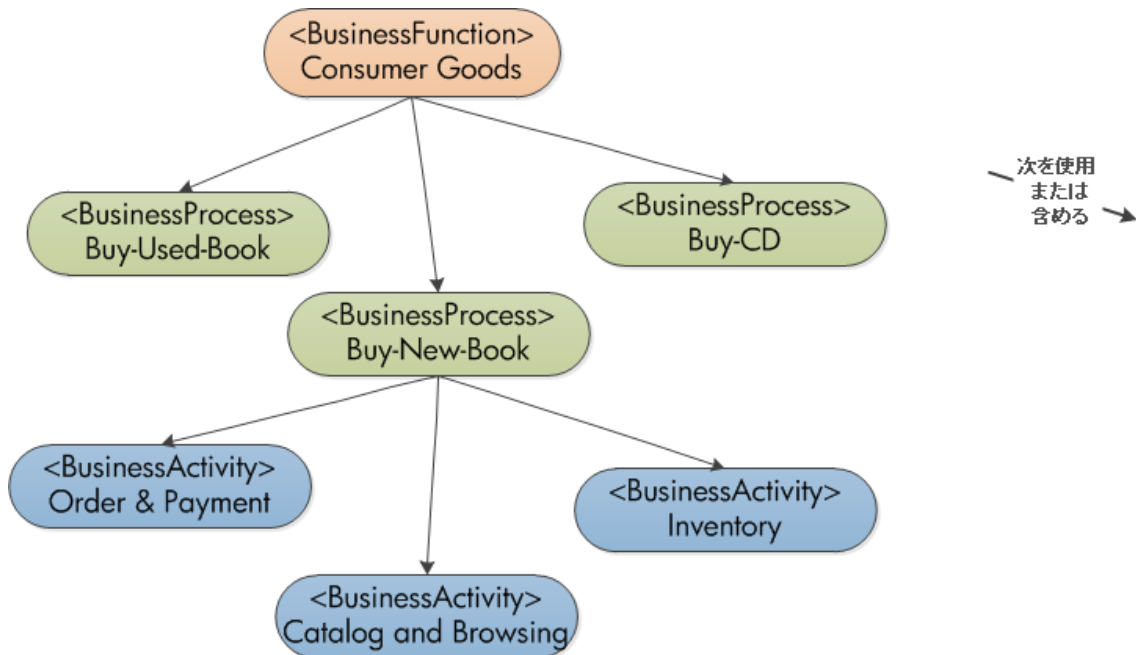 <BusinessFunction>
Consumer Goods
<BusinessProcess>
Buy-Used-Book
<BusinessProcess>
Buy-CD
次を使用
または
含める
<BusinessProcess>
Buy-New-Book
<BusinessActivity>
Order & Payment
<BusinessActivity>
Inventory
<BusinessActivity>
Catalog and Browsing